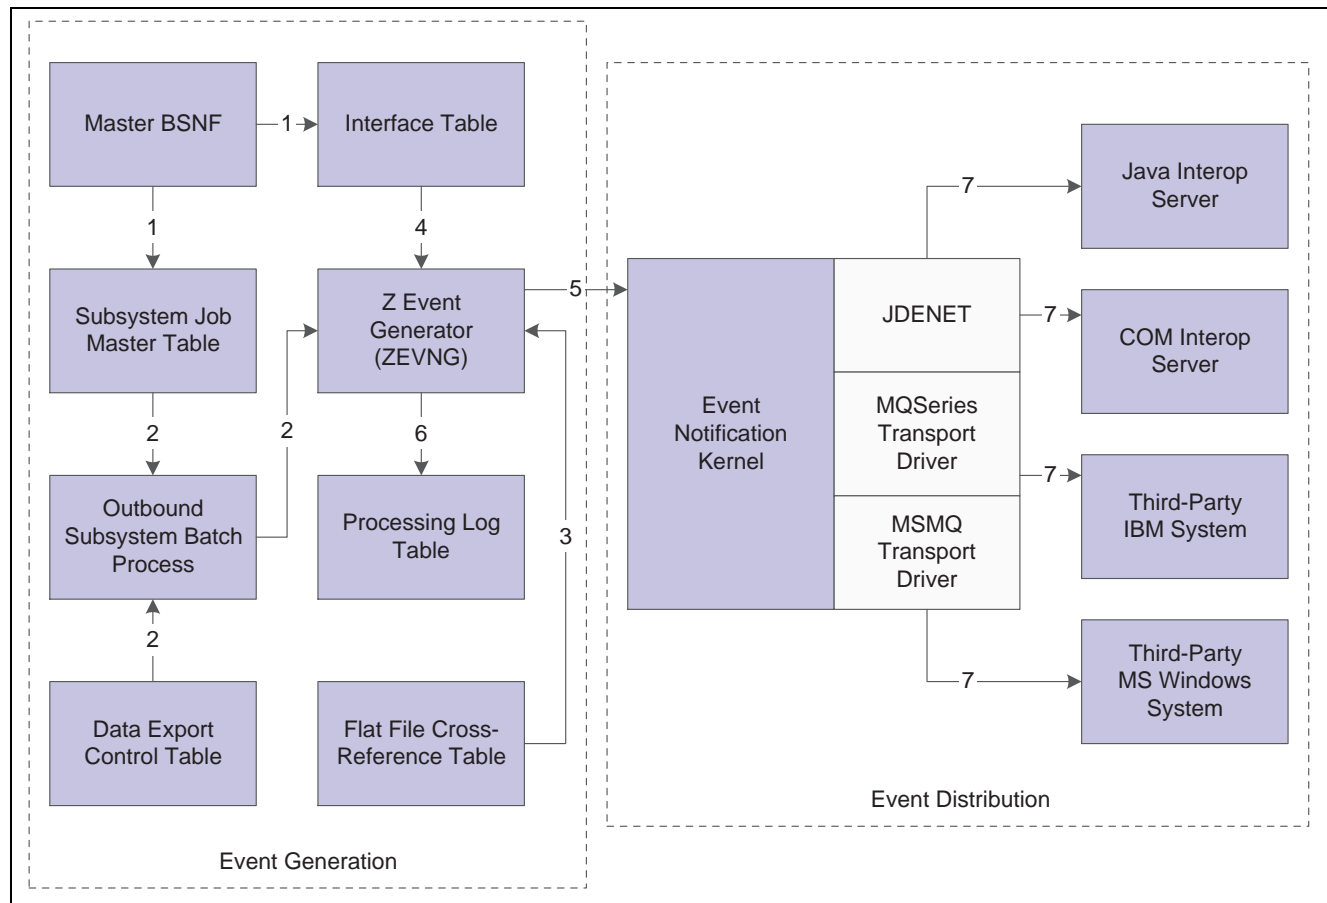 Master BSNF
1
Interface Table
1
4
Subsystem Job
Master Table
Z Event
Generator
(ZEVNG)
5
2
2
6
3
Outbound
Subsystem Batch
Process
Processing Log
Table
2
Data Export
Control Table
Flat File Cross-
Reference Table
Event Generation
Event
Notification
Kernel
JDENET
MQSeries
Transport
Driver
MSMQ
Transport
Driver
7
Java Interop
Server
7
COM Interop
Server
7
Third-Party
IBM System
7
Third-Party
MS Windows
System
Event Distribution